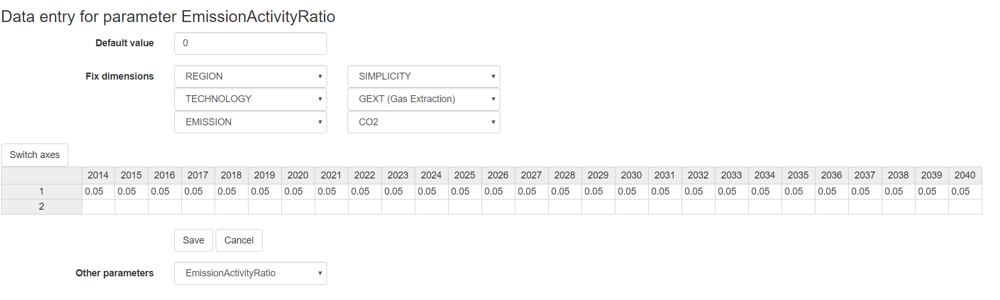 Data entry for parameter EmissionActivityRatio
Default value 0
Fix dimensions REGION SIMPLICITY
TECHNOLOGY GEXT (Gas Extraction)
EMISSION CO2
Switch axes
2014 2015 2016 2017 2018 2019 2020 2021 2022 2023 2024 2025 2026 2027 2028 2029 2030 2031 2032 2033 2034 2035 2036 2037 2038 2039 2040
1 0.05 0.05 0.05 0.05 0.05 0.05 0.05 0.05 0.05 0.05 0.05 0.05 0.05 0.05 0.05 0.05 0.05 0.05 0.05 0.05 0.05 0.05 0.05 0.05 0.05 0.05 0.05
2
Save Cancel
Other parameters EmissionActivityRatio